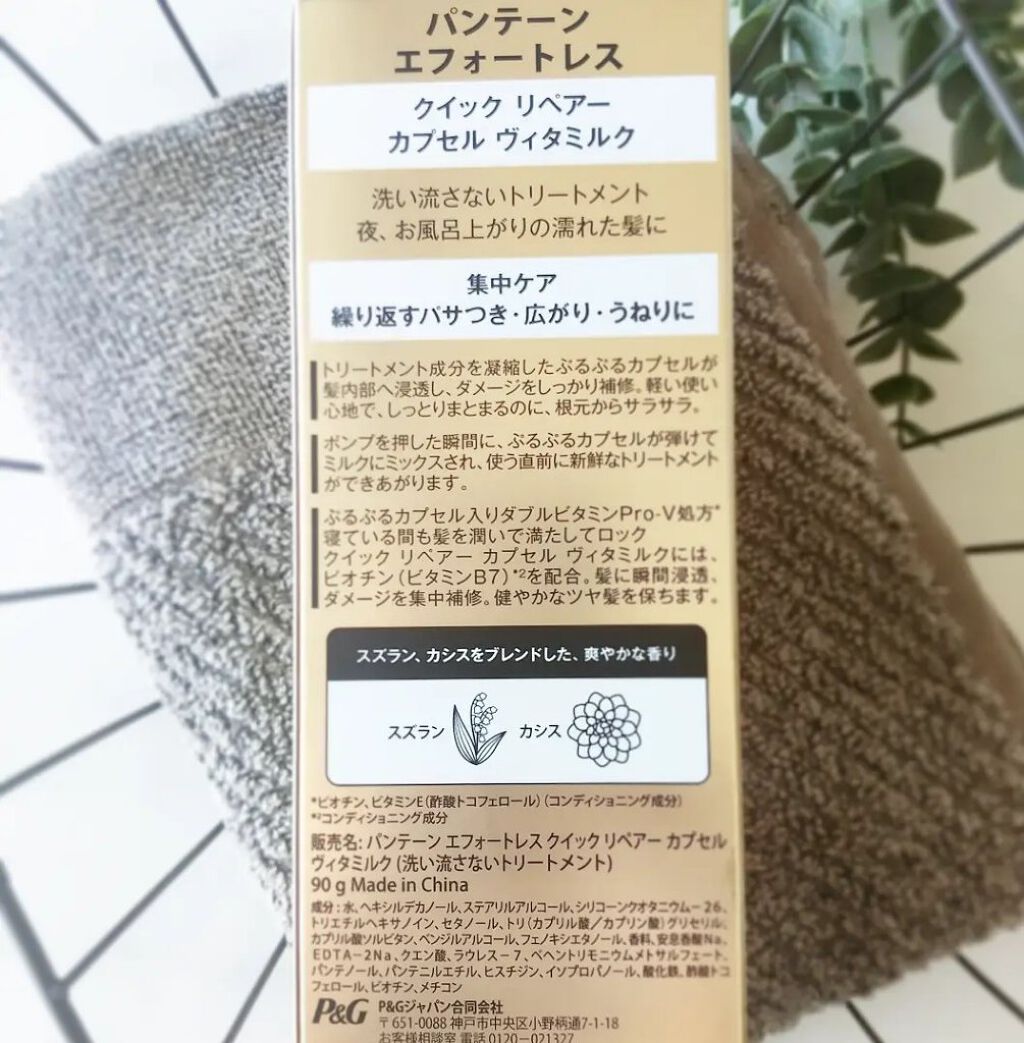 パンテーン
エフォートレス
クイック リペアー
カプセル ヴィタミルク
洗い流さないトリートメント
夜、お風呂上がりの濡れた髪に
集中ケア
繰り返すパサつき・広がり・うねりに
トリートメント成分を凝縮したぷるぷるカプセルが
髪内部へ浸透し、ダメージをしっかり補修。軽い使い
心地で、しっとりまとまるのに、根元からサラサラ。
ポンプを押した瞬間に、ぷるぷるカプセルが弾けて
ミルクにミックスされ、使う直前に新鮮なトリートメント
ができあがります。
ぷるぷるカプセル入りダブルビタミンPro-V処方*
寝ている間も髪を潤いで満たしてロック
クイック リペアー カプセル ヴィタミルクには、
ビオチン(ビタミンB7)*²を配合。髪に瞬間浸透、
ダメージを集中補修。健やかなツヤ髪を保ちます。
スズラン、カシスをブレンドした、爽やかな香り
スズラン カシス
*ビオチン、ビタミンE(酢酸トコフェロール)(コンディショニング成分)
*²コンディショニング成分
販売名: パンテーン エフォートレス クイック リペアー カプセル
ヴィタミルク (洗い流さないトリートメント)
90 g Made in China
成分 : 水、ヘキシルデカノール、ステアリルアルコール、シリコーンクオタニウム－26、
トリエチルヘキサノイン、セタノール、トリ(カプリル酸／カプリン酸)グリセリル、
カプリル酸ソルビタン、ベンジルアルコール、フェノキシエタノール、香料、安息香酸Na、
EDTA－2Na、クエン酸、ラウレス－7、ベヘントリモニウムメトサルフェート、
パンテノール、パンテニルエチル、ヒスチジン、イソプロパノール、酸化鉄、酢酸トコ
フェロール、ビオチン、メチコン
P&G P&Gジャパン合同会社
〒651-0088 神戸市中央区小野柄通7-1-18
お客様相談室 電話 0120－021327